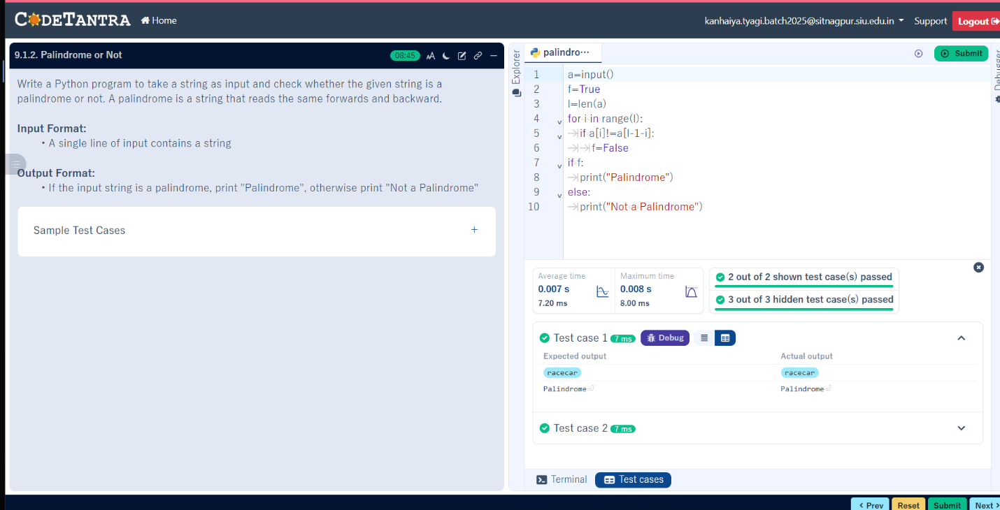 CODETANTRA Home kanhaiya.tyagi.batch2025@sitnagpur.siu.edu.in Support Logout
9.1.2. Palindrome or Not 08:45 AA
Write a Python program to take a string as input and check whether the given string is a
palindrome or not. A palindrome is a string that reads the same forwards and backward.
Input Format:
• A single line of input contains a string
Output Format:
• If the input string is a palindrome, print "Palindrome", otherwise print "Not a Palindrome"
Sample Test Cases +
Explorer
palindro···
Submit
Debugger
1 a=input()
2 f=True
3 l=len(a)
4 for i in range(l):
5 if a[i]!=a[l-1-i]:
6 f=False
7 if f:
8 print("Palindrome")
9 else:
10 print("Not a Palindrome")
Average time
0.007 s
7.20 ms
Maximum time
0.008 s
8.00 ms
2 out of 2 shown test case(s) passed
3 out of 3 hidden test case(s) passed
Test case 1 7 ms Debug
Expected output Actual output
racecar racecar
Palindrome Palindrome
Test case 2 7 ms
Terminal Test cases
< Prev Reset Submit Next >